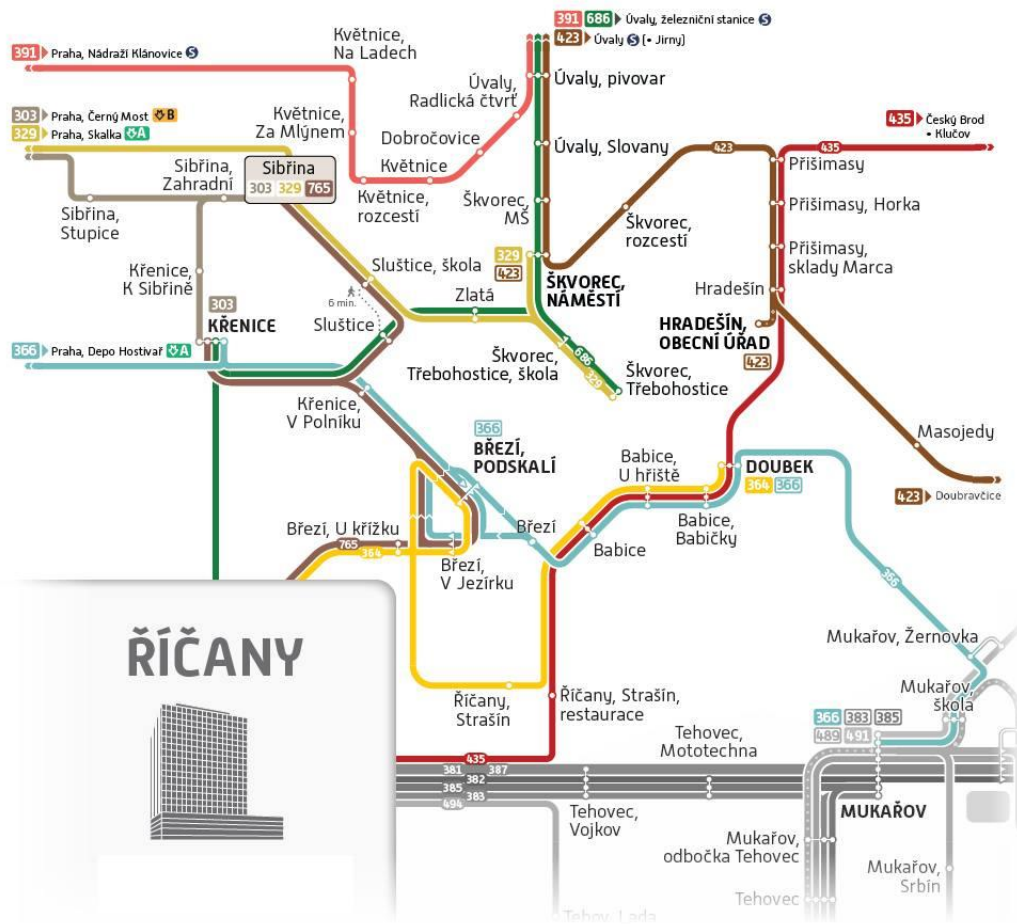 391 686 Úvaly, železniční stanice S
423 Úvaly S (• Jirny)
391 Praha, Nádraží Klánovice S
Květnice,
Na Ladech
Úvaly, pivovar
Úvaly,
Radlická čtvrť
303 Praha, Černý Most B
329 Praha, Skalka A
Květnice,
Za Mlýnem
Dobročovice
435 Český Brod
• Klučov
Úvaly, Slovany
423
435
Sibřina,
Zahradní
Sibřina
303 329 765
Květnice
Přišimasy
Květnice,
rozcestí
Škvorec,
MŠ
Sibřina,
Stupice
Škvorec,
rozcestí
Přišimasy, Horka
Přišimasy,
sklady Marca
Křenice,
K Sibřině
Sluštice, škola
329
423
6 min.
Zlatá
ŠKVOREC,
NÁMĚSTÍ
Hradešín
303
KŘENICE
Sluštice
HRADEŠÍN,
OBECNÍ ÚŘAD
423
366 Praha, Depo Hostivař A
686
329
Škvorec,
Třebohostice, škola
Škvorec,
Třebohostice
Křenice,
V Polníku
366
BŘEZÍ,
PODSKALÍ
Masojedy
Babice,
U hřiště
DOUBEK
364 366
423 Doubravčice
Březí, U křížku
765
364
Březí
Babice
Babice,
Babičky
Březí,
V Jezírku
366
ŘÍČANY
Mukařov, Žernovka
Říčany,
Strašín
Říčany, Strašín,
restaurace
Mukařov,
škola
366 383 385
489 491
Tehovec,
Mototechna
435
381 387
382
385
383
494
Tehovec,
Vojkov
MUKAŘOV
Mukařov,
odbočka Tehovec
Mukařov,
Srbín
Tehovec
Tehov, Lada